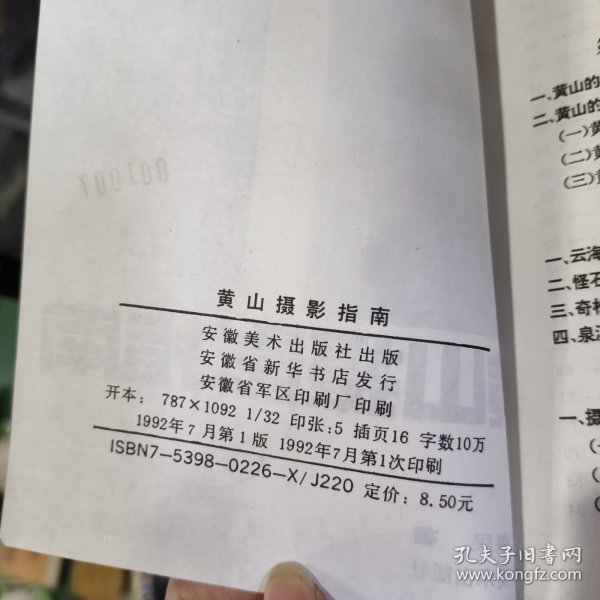 001007
黄山摄影指南
安徽美术出版社出版
安徽省新华书店发行
安徽省军区印刷厂印刷
开本：787×1092 1/32 印张：5 插页16 字数10万
1992年7月第1版 1992年7月第1次印刷
ISBN7—5398—0226—X/J220 定价：8.50元
一、黄山的
二、黄山的
(一)黄
(二)黄
(三)黄
一、云海
二、怪石
三、奇松
四、泉
一、摄
孔夫子旧书网
www.kongfz.com